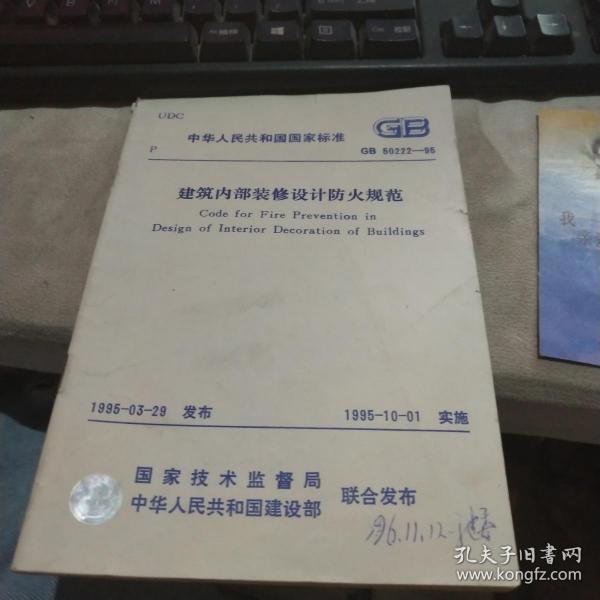 UDC
中华人民共和国国家标准
GB
P
GB 50222—95
建筑内部装修设计防火规范
Code for Fire Prevention in
Design of Interior Decoration of Buildings
1995-03-29 发布
1995-10-01 实施
国家技术监督局
中华人民共和国建设部
联合发布
96.11.12
我
孔夫子旧书网
www.kongfz.com